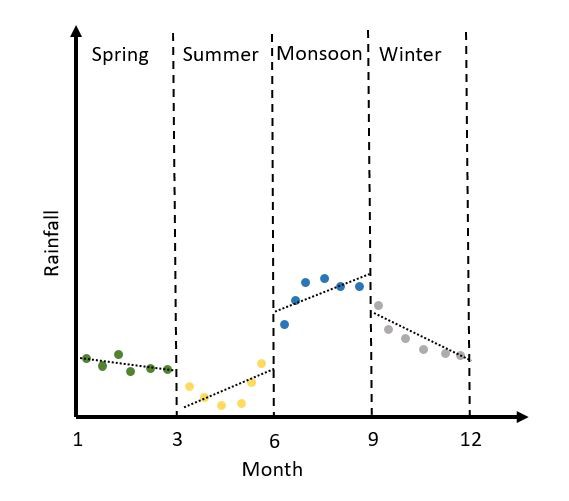 Spring Summer Monsoon Winter
Rainfall
1 3 6 9 12
Month